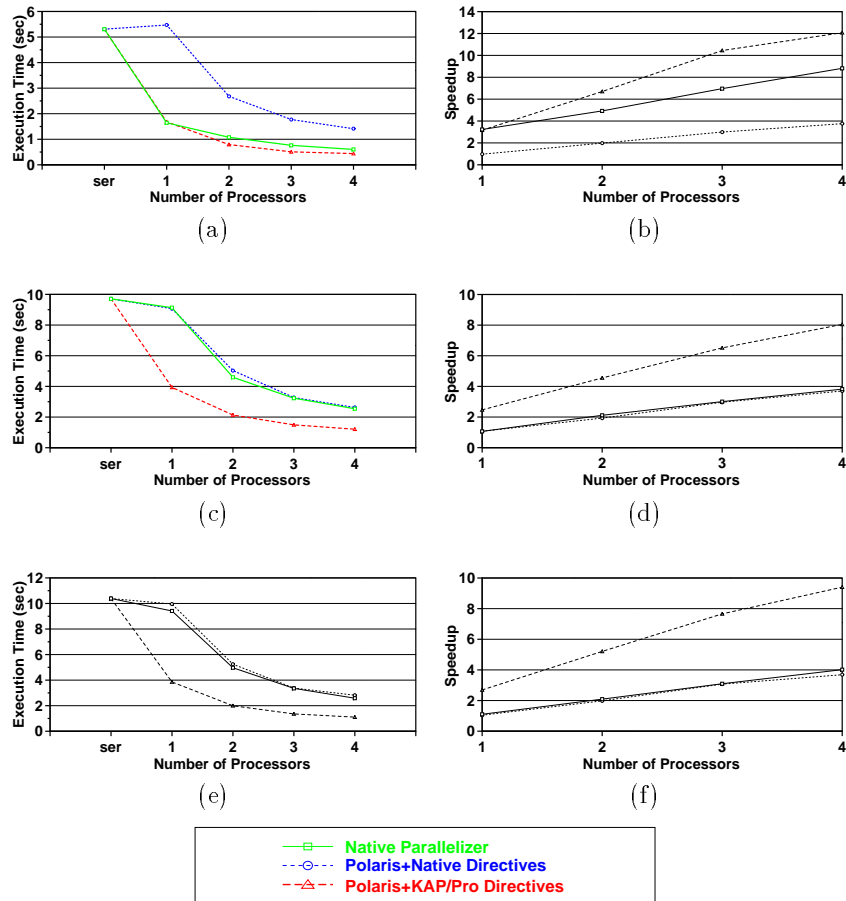 Execution Time (sec)
6
5
4
3
2
1
0
ser 1 2 3 4
Number of Processors
(a)
Speedup
14
12
10
8
6
4
2
0
1 2 3 4
Number of Processors
(b)
Execution Time (sec)
10
8
6
4
2
0
ser 1 2 3 4
Number of Processors
(c)
Speedup
10
8
6
4
2
0
1 2 3 4
Number of Processors
(d)
Execution Time (sec)
12
10
8
6
4
2
0
ser 1 2 3 4
Number of Processors
(e)
Speedup
10
8
6
4
2
0
1 2 3 4
Number of Processors
(f)
Native Parallelizer
Polaris+Native Directives
Polaris+KAP/Pro Directives